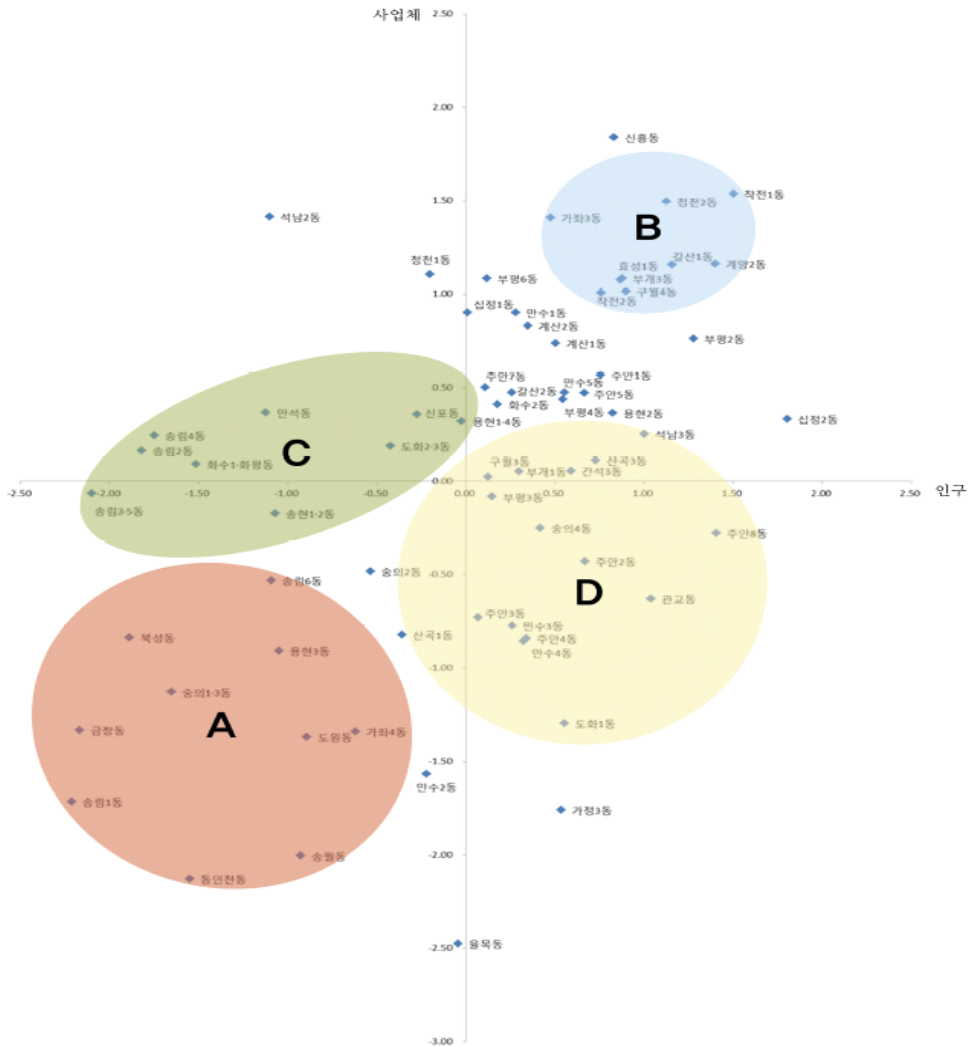 사업체
2.50
2.00
신흥동
1.50
작전1동
청천2동
가좌3동
석남2동
B
청천1동
갈산1동
계양2동
효성1동
부평6동
부개3동
1.00
구월4동
작전2동
십정1동
만수1동
계산2동
계산1동
부평2동
주안7동
주안1동
0.50
갈산2동
만수5동
주안5동
화수2동
부평4동
용현2동
만석동
신포동
용현1·4동
십정2동
송림4동
석남3동
C
도화2·3동
송림2동
화수1·화평동
구월3동
산곡3동
부개1동
간석3동
-2.50
-2.00
-1.50
-1.00
-0.50
0.00
0.50
1.00
1.50
2.00
2.50
인구
송림3·5동
송현1·2동
부평3동
숭의4동
주안8동
주안2동
-0.50
송림6동
숭의2동
D
관교동
주안3동
만수3동
북성동
산곡1동
주안4동
용현3동
만수4동
-1.00
숭의1·3동
A
도화1동
금창동
도원동
가좌4동
-1.50
만수2동
송림1동
가정3동
-2.00
송월동
동인천동
율목동
-2.50
-3.00